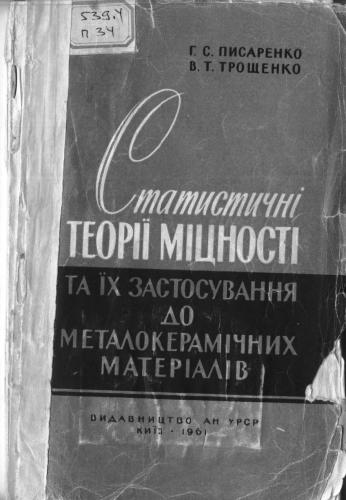 539.4
П 34
Г. С. ПИСАРЕНКО
В. Т. ТРОЩЕНКО
Статистичні
ТЕОРІЇ МІЦНОСТІ
ТА ЇХ ЗАСТОСУВАННЯ
ДО
МЕТАЛОКЕРАМІЧНИХ
МАТЕРІАЛІВ
ВИДАВНИЦТВО АН УРСР
КИЇВ · 1961